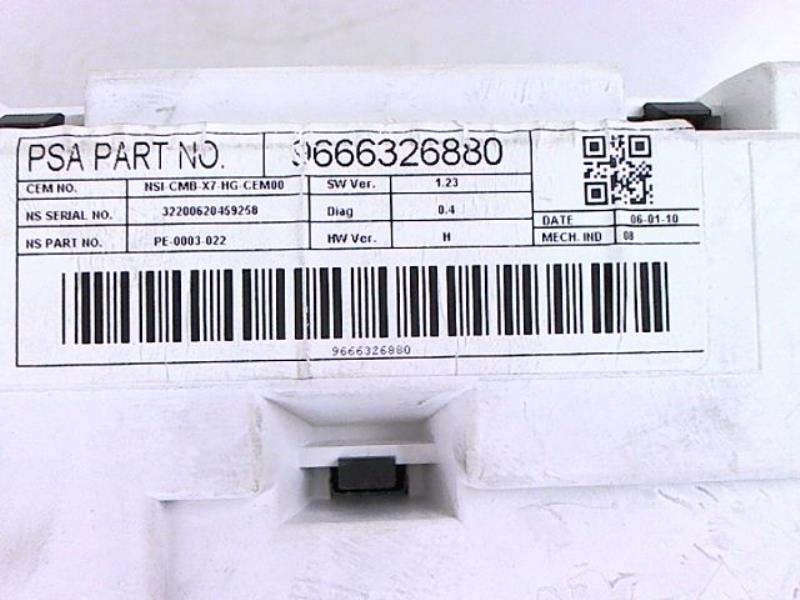 PSA PART NO. 9666326880
CEM NO. NSI-CMB-X7-HG-CEM00 SW Ver. 1.23
NS SERIAL NO. 32200620459258 Diag 0.4
DATE 06-01-10
NS PART NO. PE-0003-022 HW Ver. H
MECH. IND 08
9666326880